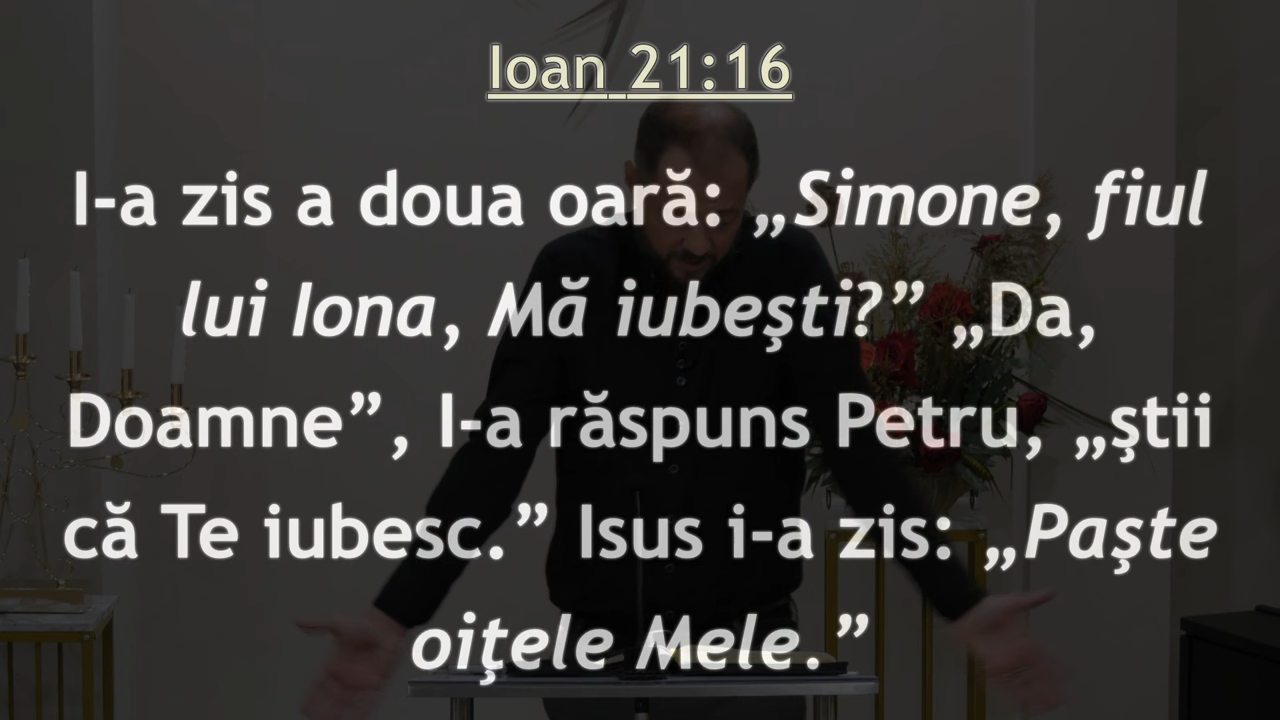 Ioan 21:16
I-a zis a doua oară: „Simone, fiul
lui Iona, Mă iubeşti?” „Da,
Doamne”, I-a răspuns Petru, „ştii
că Te iubesc.” Isus i-a zis: „Paşte
oiţele Mele.”